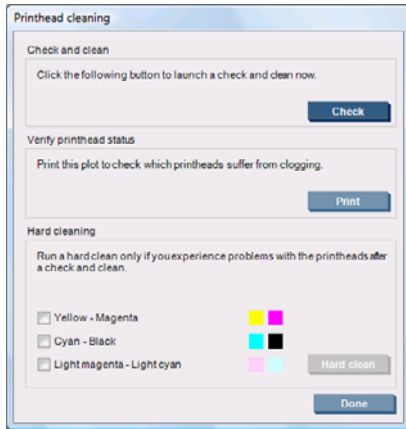 Printhead cleaning
Check and clean
Click the following button to launch a check and clean now.
Check
Verify printhead status
Print this plot to check which printheads suffer from clogging.
Print
Hard cleaning
Run a hard clean only if you experience problems with the printheads after
a check and clean.
Yellow - Magenta
Cyan - Black
Light magenta - Light cyan
Hard clean
Done